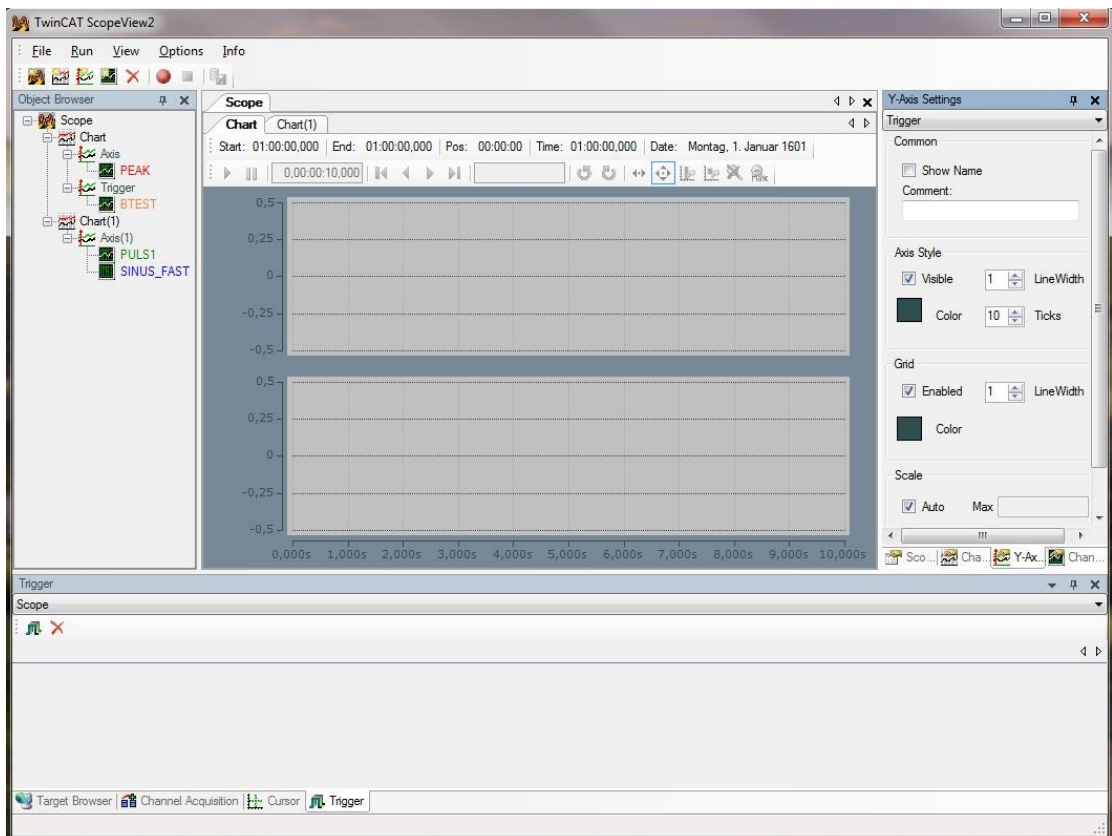 TwinCAT ScopeView2
File Run View Options Info
Object Browser
Scope
Chart
Axis
PEAK
Trigger
BTEST
Chart(1)
Axis(1)
PULS1
SINUS_FAST
Scope
Chart Chart(1)
Start: 01:00:00,000 End: 01:00:00,000 Pos: 00:00:00 Time: 01:00:00,000 Date: Montag, 1. Januar 1601
0,00:00:10,000
0,5
0,25
0
-0,25
-0,5
0,5
0,25
0
-0,25
-0,5
0,000s 1,000s 2,000s 3,000s 4,000s 5,000s 6,000s 7,000s 8,000s 9,000s 10,000s
Y-Axis Settings
Trigger
Common
Show Name
Comment:
Axis Style
Visible 1 LineWidth
Color 10 Ticks
Grid
Enabled 1 LineWidth
Color
Scale
Auto Max
Sco... Cha... Y-Ax... Chan...
Trigger
Scope
Target Browser Channel Acquisition Cursor Trigger